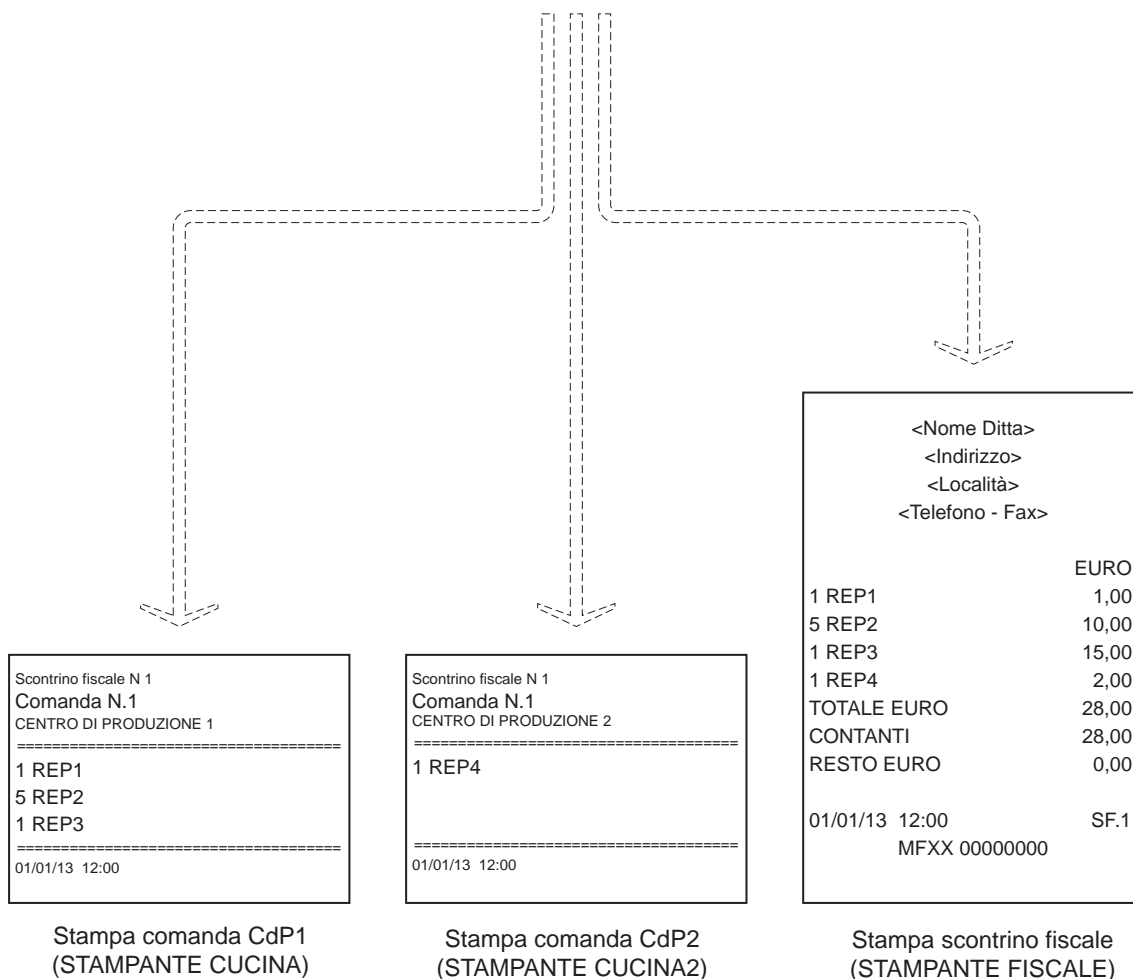 Scontrino fiscale N 1
Comanda N.1
CENTRO DI PRODUZIONE 1
=====================================
1 REP1
5 REP2
1 REP3
=====================================
01/01/13  12:00
Stampa comanda CdP1
(STAMPANTE CUCINA)
Scontrino fiscale N 1
Comanda N.1
CENTRO DI PRODUZIONE 2
=====================================
1 REP4
=====================================
01/01/13  12:00
Stampa comanda CdP2
(STAMPANTE CUCINA2)
<Nome Ditta>
<Indirizzo>
<Località>
<Telefono - Fax>
EURO
1 REP1 1,00
5 REP2 10,00
1 REP3 15,00
1 REP4 2,00
TOTALE EURO 28,00
CONTANTI 28,00
RESTO EURO 0,00
01/01/13  12:00 SF.1
MFXX 00000000
Stampa scontrino fiscale
(STAMPANTE FISCALE)